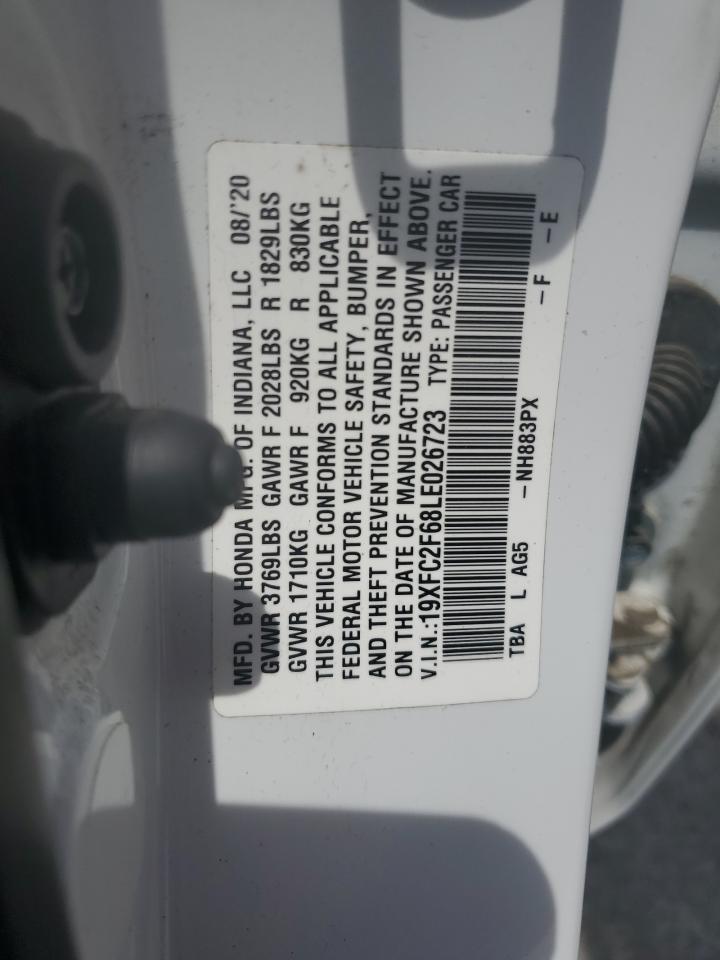 MFD. BY HONDA MFG. OF INDIANA, LLC 08/'20
GVWR 3769LBS GAWR F 2028LBS R 1829LBS
GVWR 1710KG GAWR F 920KG R 830KG
THIS VEHICLE CONFORMS TO ALL APPLICABLE
FEDERAL MOTOR VEHICLE SAFETY, BUMPER,
AND THEFT PREVENTION STANDARDS IN EFFECT
ON THE DATE OF MANUFACTURE SHOWN ABOVE.
V.I.N.:19XFC2F68LE026723 TYPE: PASSENGER CAR
TBA L AG5 –NH883PX –F –E